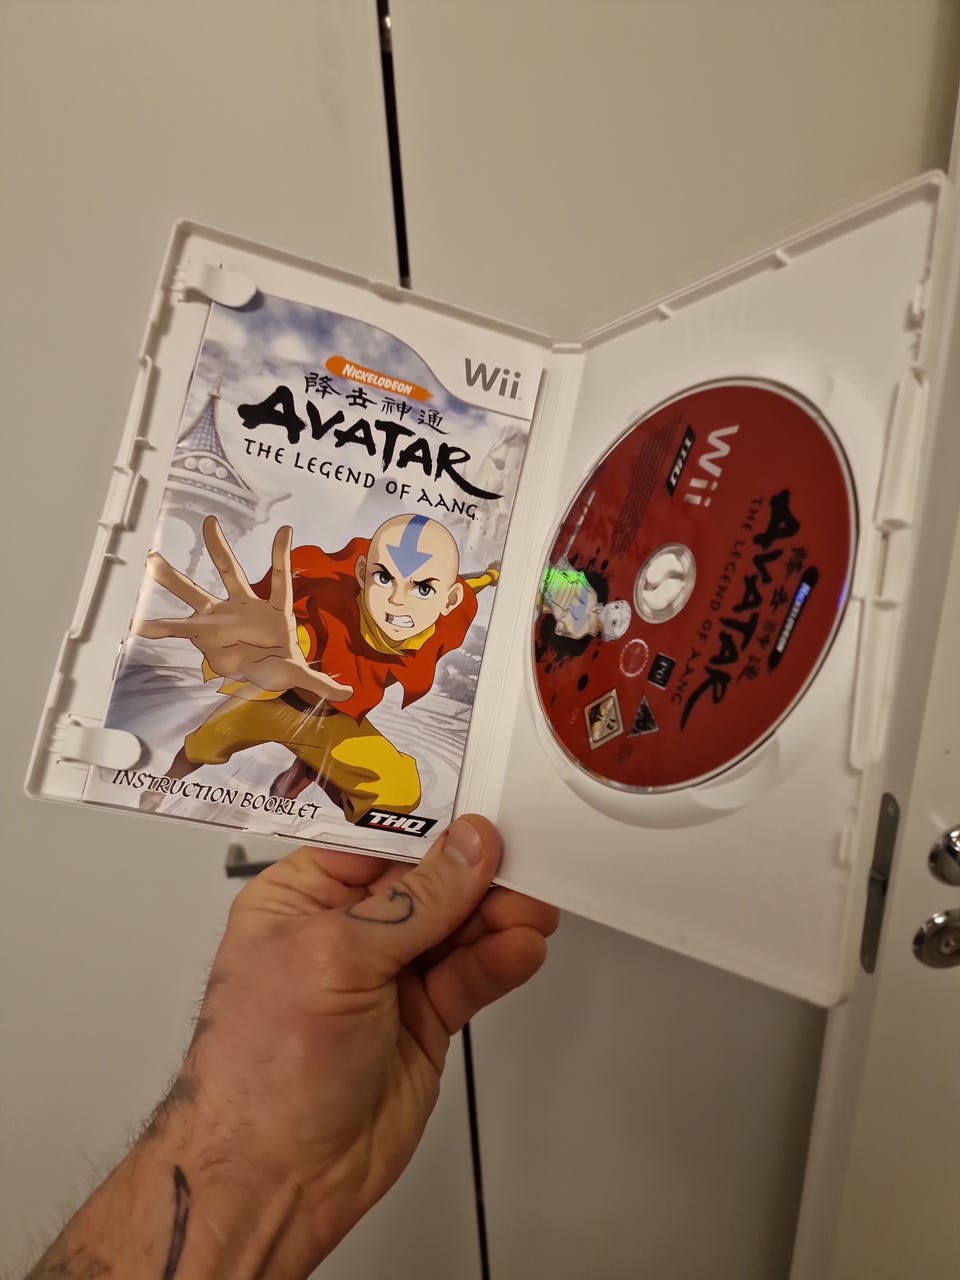 Wii
NICKELODEON
降去神通
AVATAR
THE LEGEND OF AANG
INSTRUCTION BOOKLET
THQ
Wii
THQ
NICKELODEON
降去神通
AVATAR
THE LEGEND OF AANG